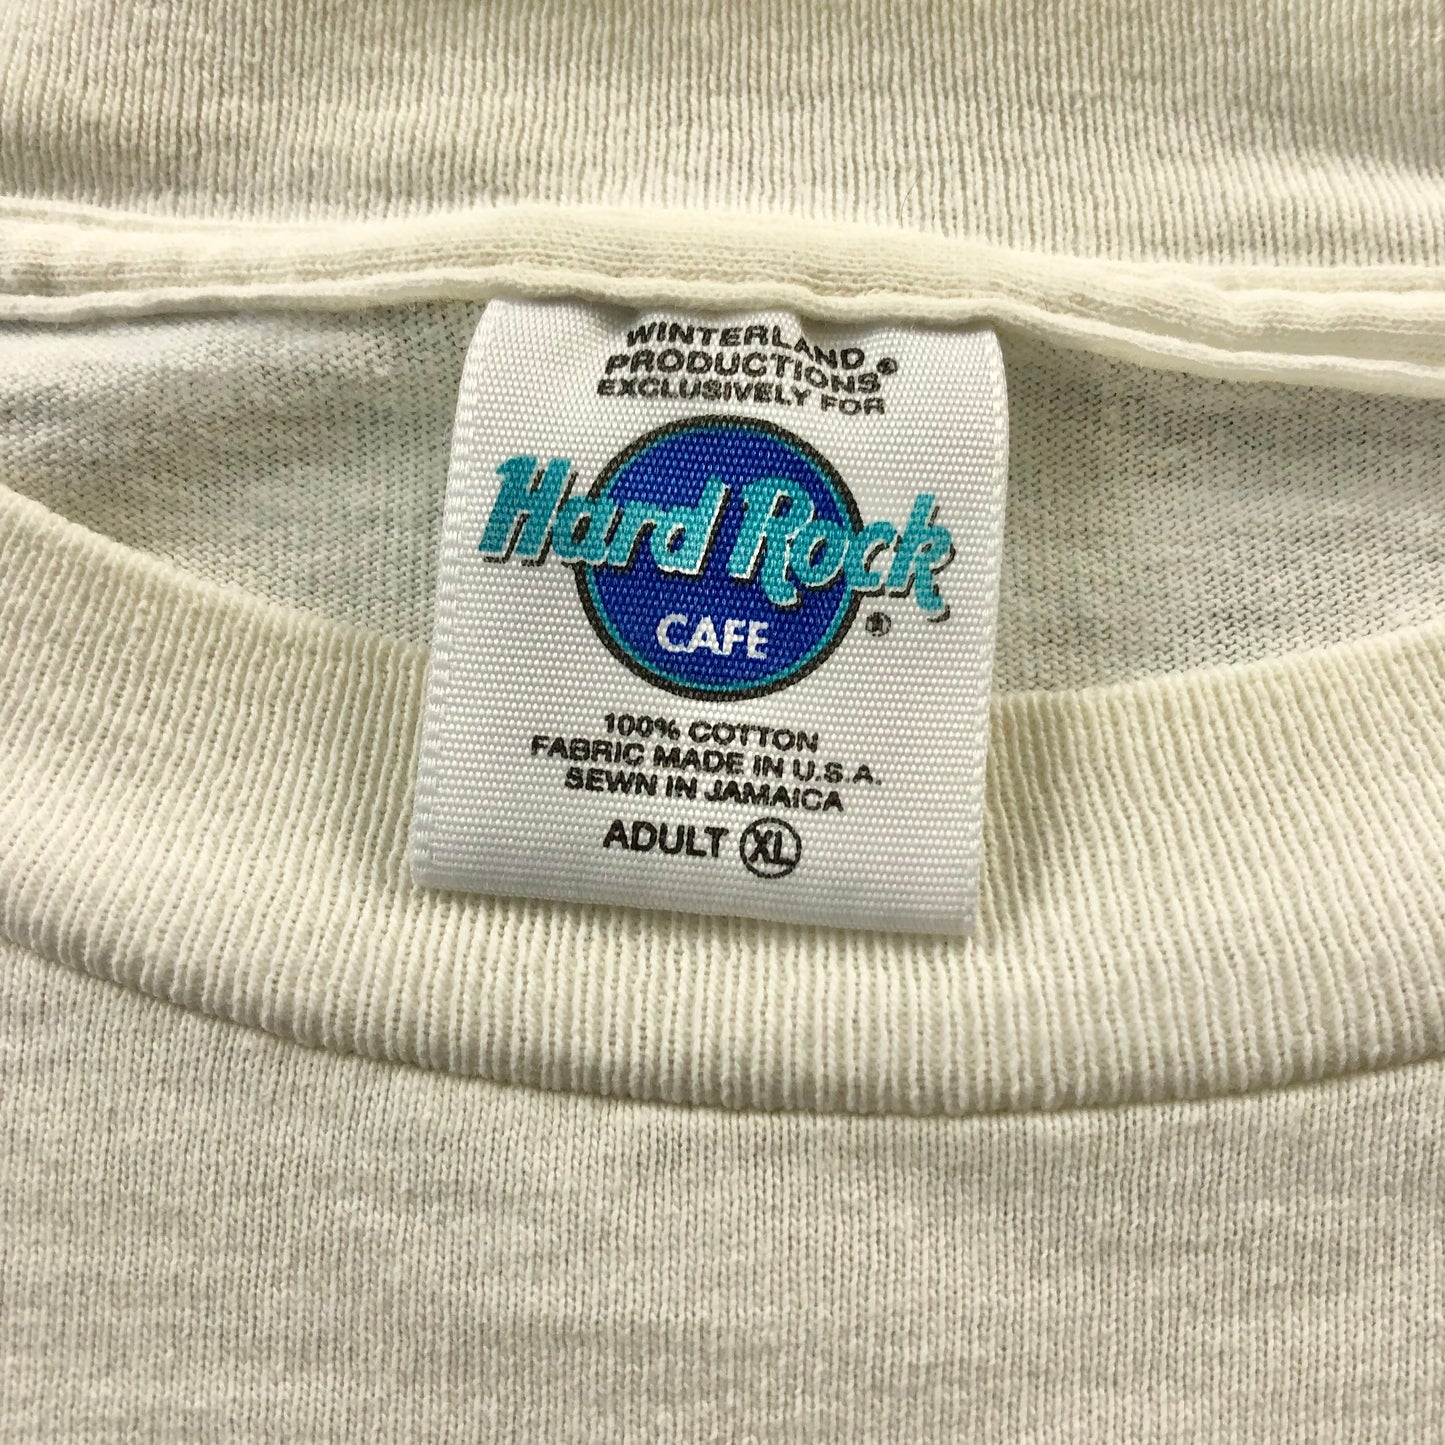 WINTERLAND
PRODUCTIONS®
EXCLUSIVELY FOR
Hard Rock
CAFE ®
100% COTTON
FABRIC MADE IN U.S.A.
SEWN IN JAMAICA
ADULT XL